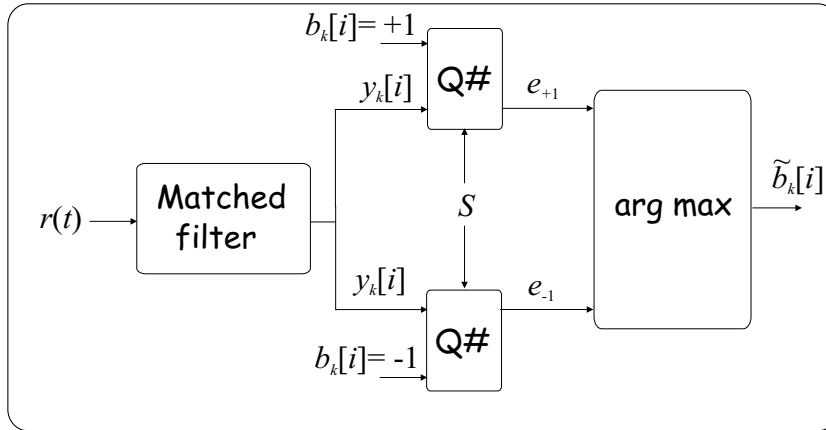 b_k[i]= +1
Q#
y_k[i]
e_{+1}
r(t)
Matched
filter
S
arg max
b̃_k[i]
y_k[i]
e_{-1}
Q#
b_k[i]= -1